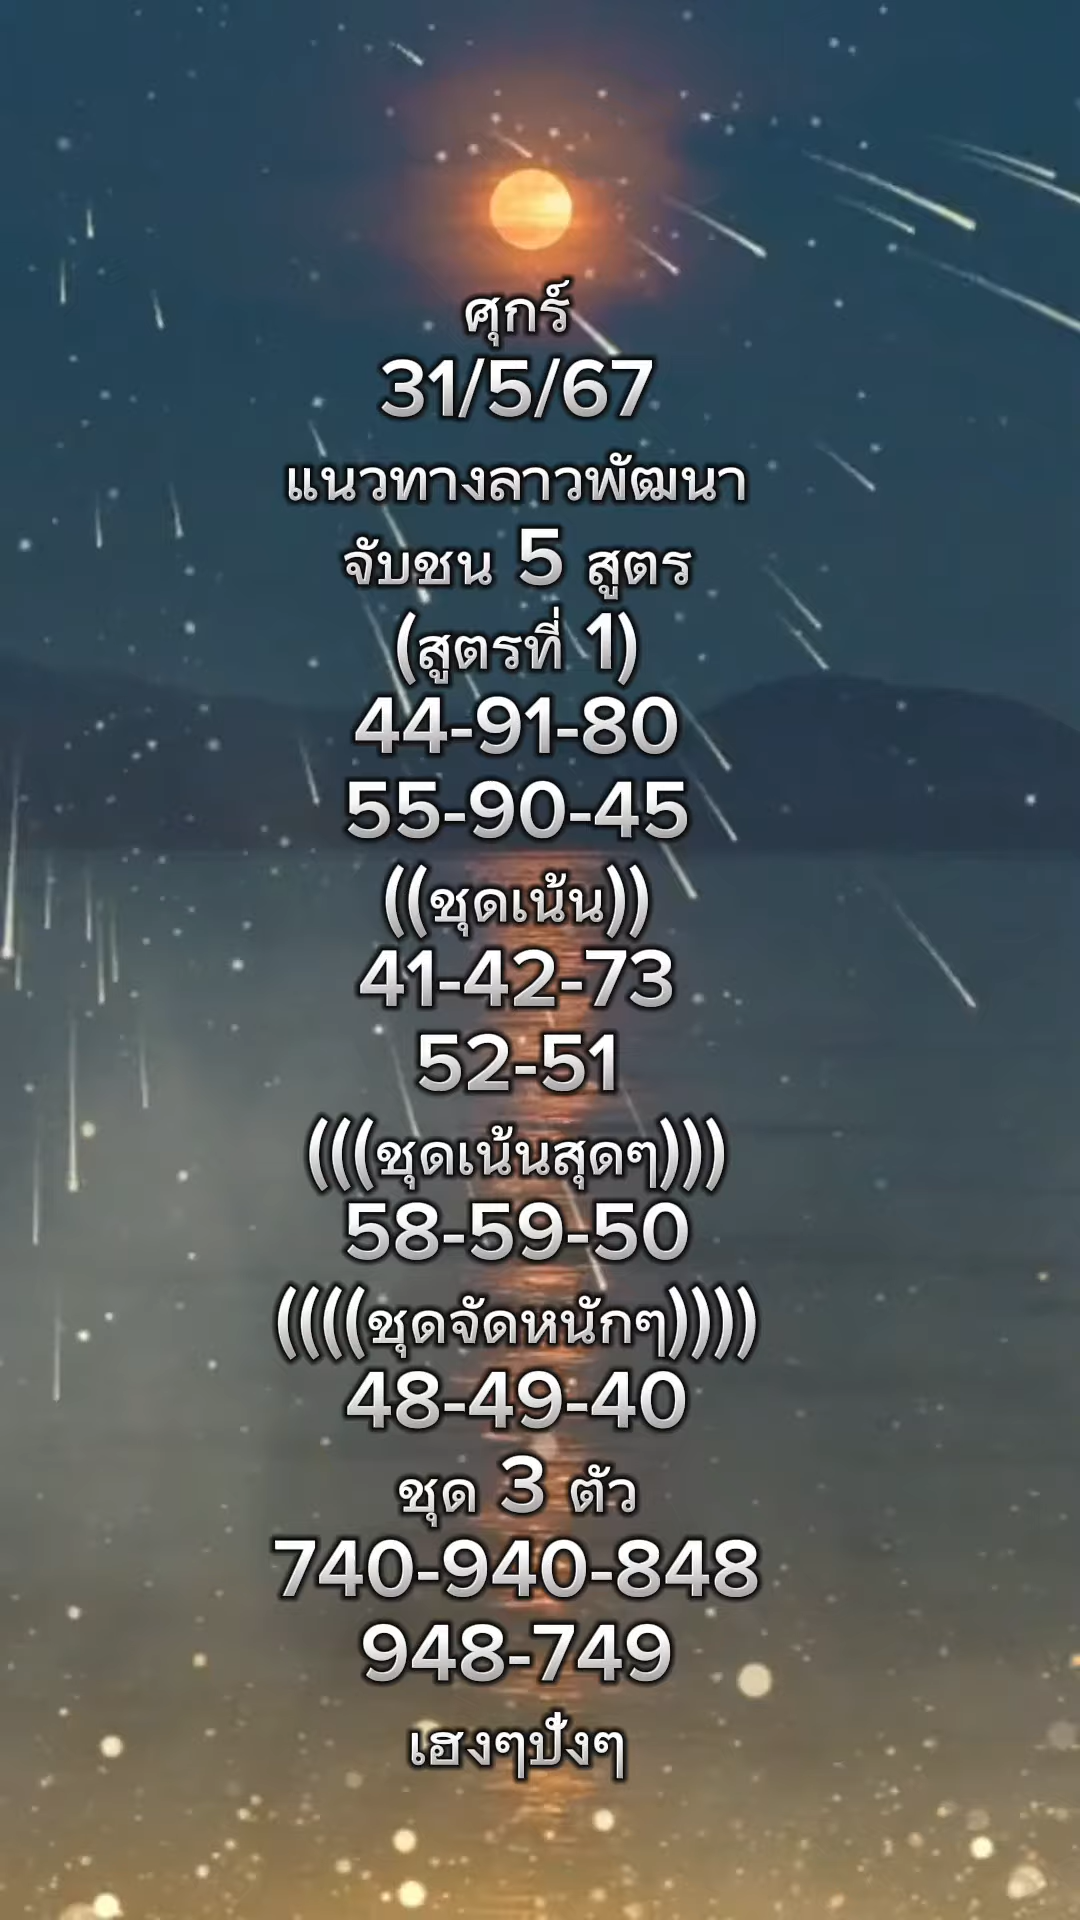 ศุกร์
31/5/67
แนวทางลาวพัฒนา
จับชน 5 สูตร
(สูตรที่ 1)
44-91-80
55-90-45
((ชุดเน้น))
41-42-73
52-51
(((ชุดเน้นสุดๆ)))
58-59-50
((((ชุดจัดหนักๆ))))
48-49-40
ชุด 3 ตัว
740-940-848
948-749
เฮงๆปังๆ